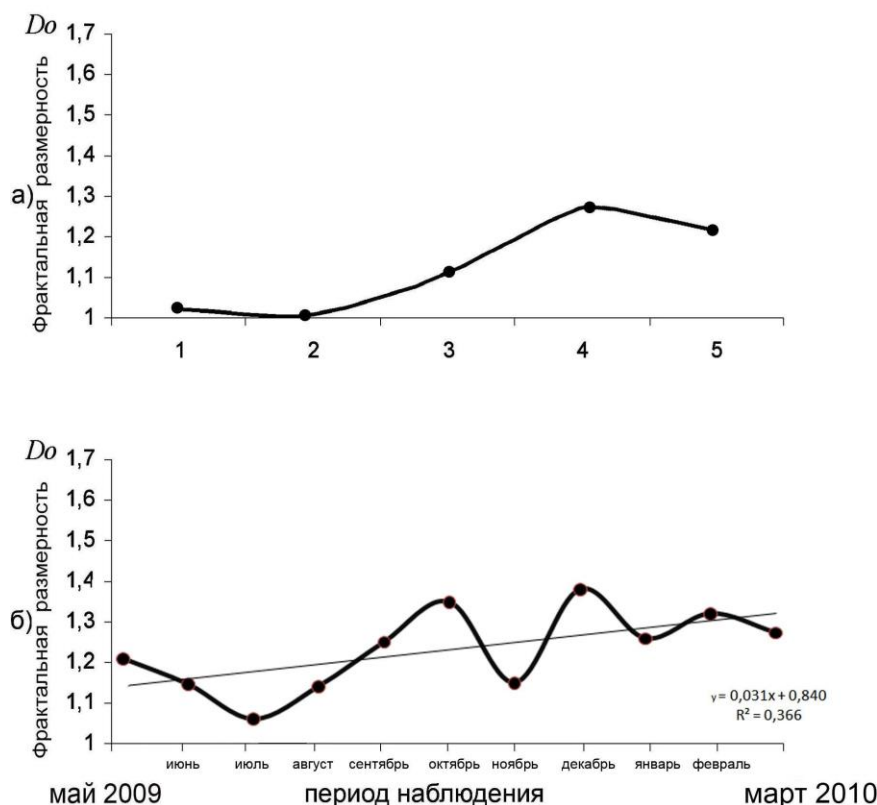 Do
1,7
1,6
1,5
1,4
1,3
1,2
1,1
1
Фрактальная размерность
а)
1 2 3 4 5
Do
1,7
1,6
1,5
1,4
1,3
1,2
1,1
1
Фрактальная размерность
б)
y = 0,031x + 0,840
R² = 0,366
июнь июль август сентябрь октябрь ноябрь декабрь январь февраль
май 2009 период наблюдения март 2010